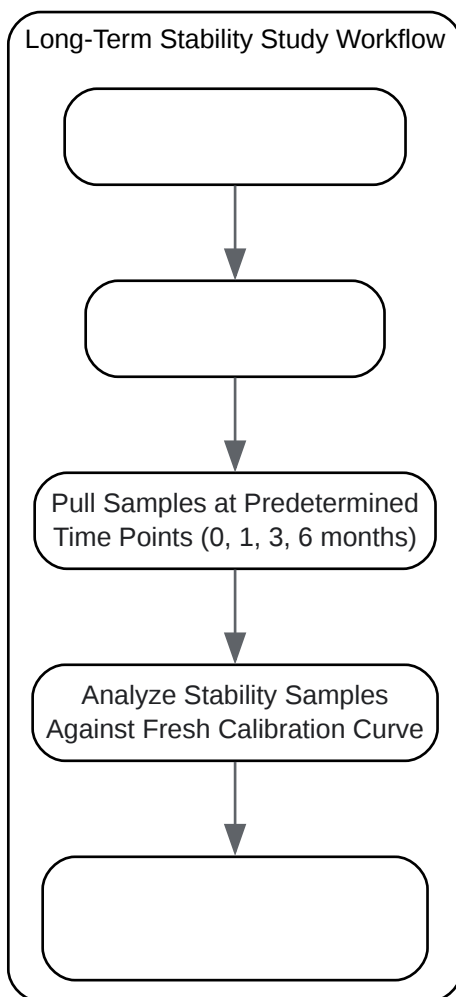 Long-Term Stability Study Workflow
Pull Samples at Predetermined
Time Points (0, 1, 3, 6 months)
Analyze Stability Samples
Against Fresh Calibration Curve